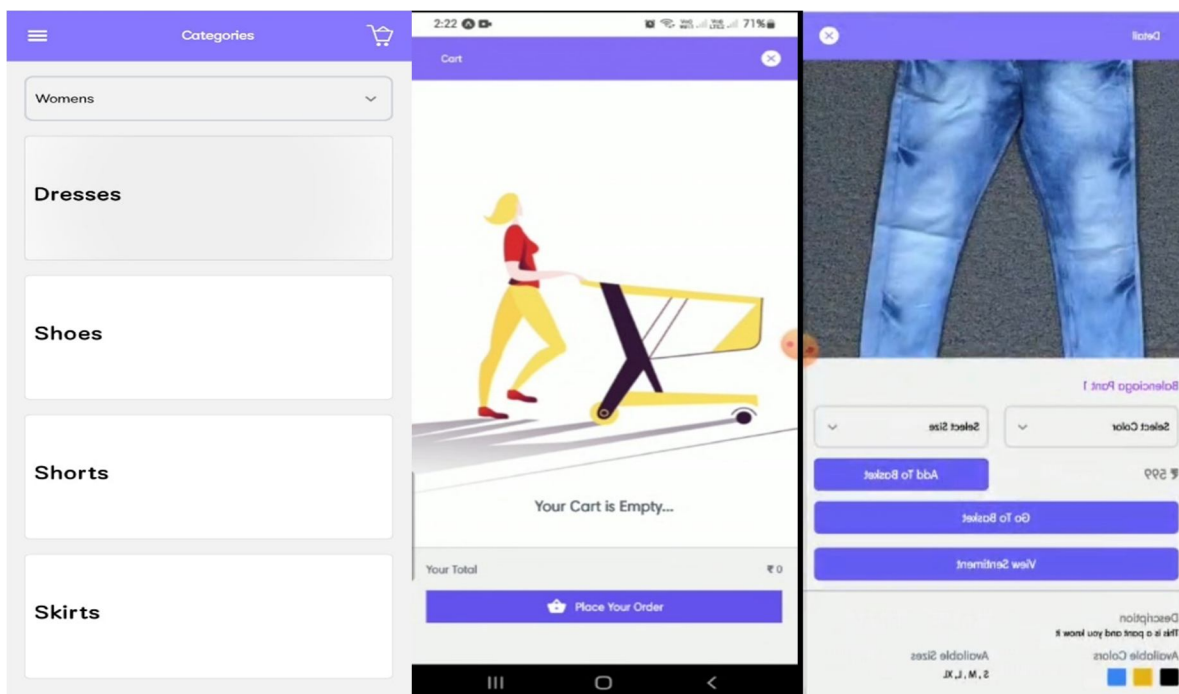 Categories
Womens
Dresses
Shoes
Shorts
Skirts
2:22 71%
Cart
Your Cart is Empty...
Your Total ₹ 0
Place Your Order
Detail
Balenciaga Pant 1
Select Color Select Size
₹ 599 Add To Basket
Go To Basket
View Sentiment
Description
This is a pant and you know it
Available Colors Available Sizes
S, M, L, XL